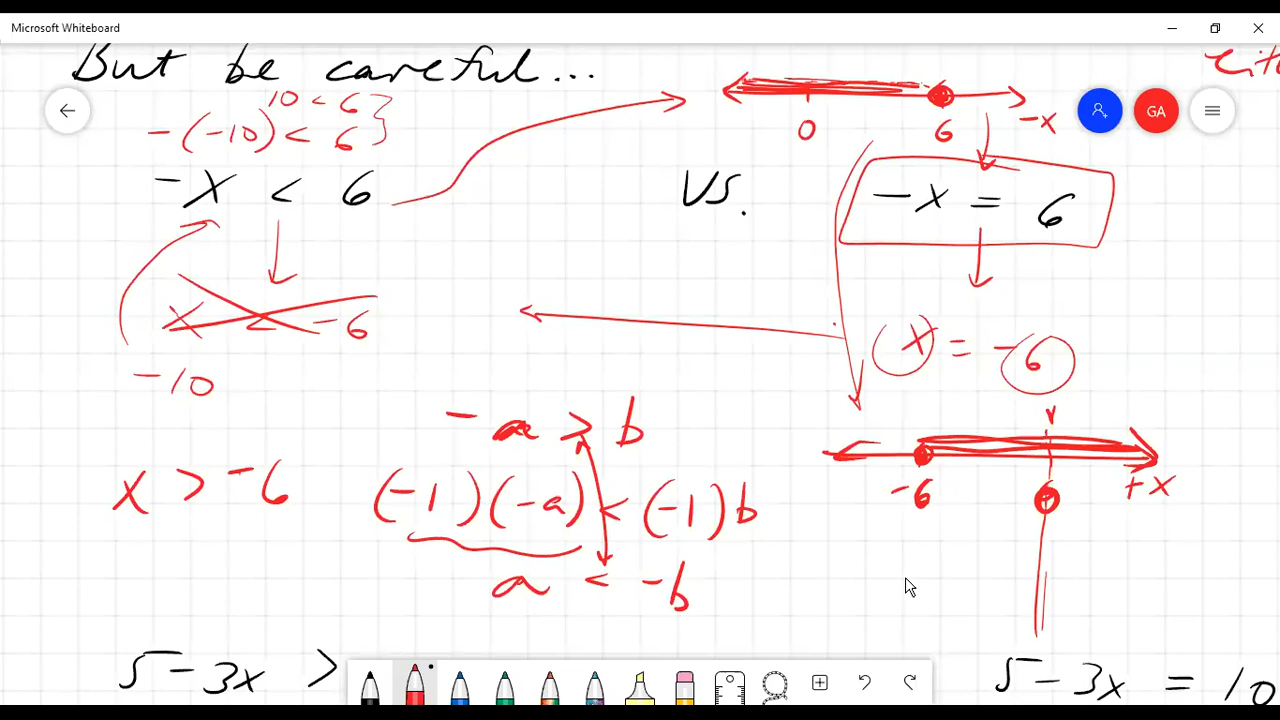 Microsoft Whiteboard
But be careful...
10 < 6
-(-10) < 6
-x < 6
vs.
0
6
-x
-x = 6
GA
x < -6
x = -6
-10
x > -6
-a > b
(-1)(-a) < (-1)b
a < -b
-6
0
+x
5-3x >
5-3x = 10